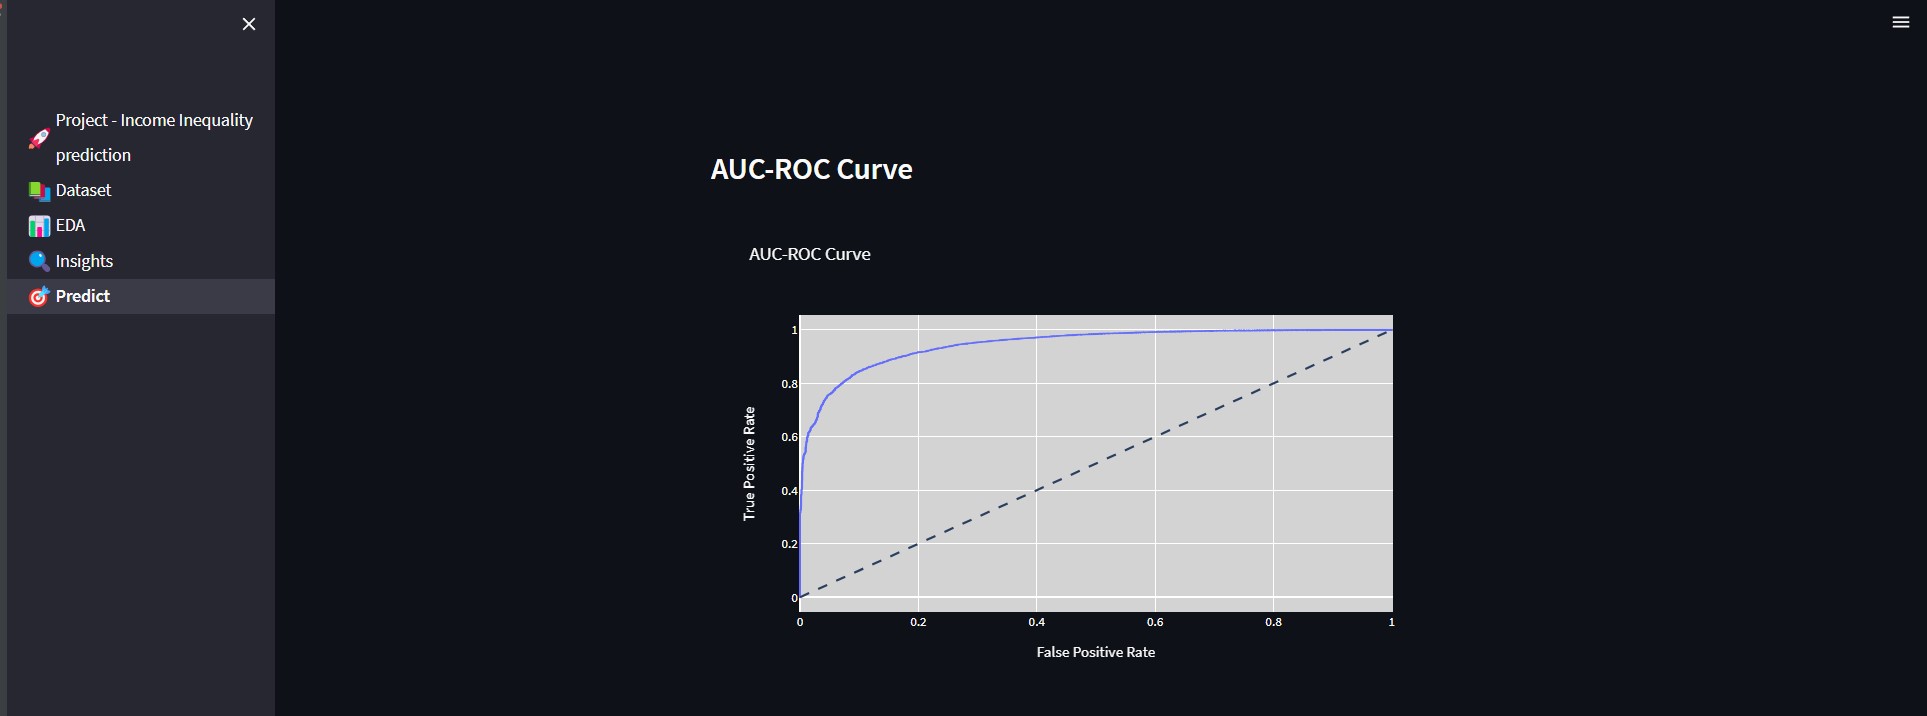 Project - Income Inequality
prediction
Dataset
EDA
Insights
Predict
AUC-ROC Curve
AUC-ROC Curve
1
0.8
0.6
0.4
0.2
0
True Positive Rate
0
0.2
0.4
0.6
0.8
1
False Positive Rate